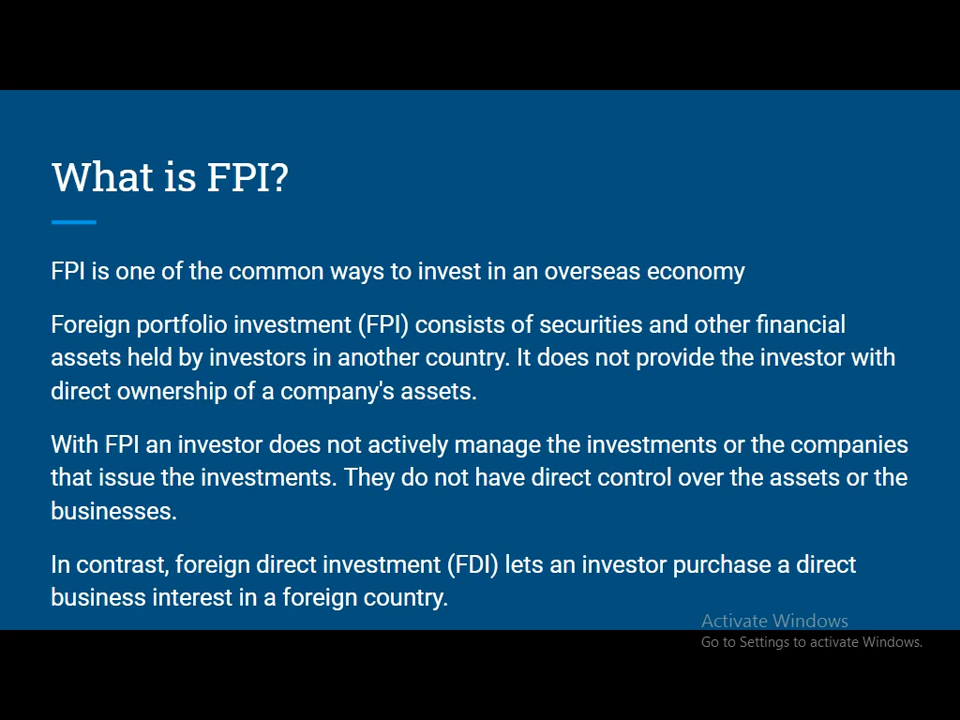 What is FPI?
FPI is one of the common ways to invest in an overseas economy
Foreign portfolio investment (FPI) consists of securities and other financial
assets held by investors in another country. It does not provide the investor with
direct ownership of a company's assets.
With FPI an investor does not actively manage the investments or the companies
that issue the investments. They do not have direct control over the assets or the
businesses.
In contrast, foreign direct investment (FDI) lets an investor purchase a direct
business interest in a foreign country.
Activate Windows
Go to Settings to activate Windows.